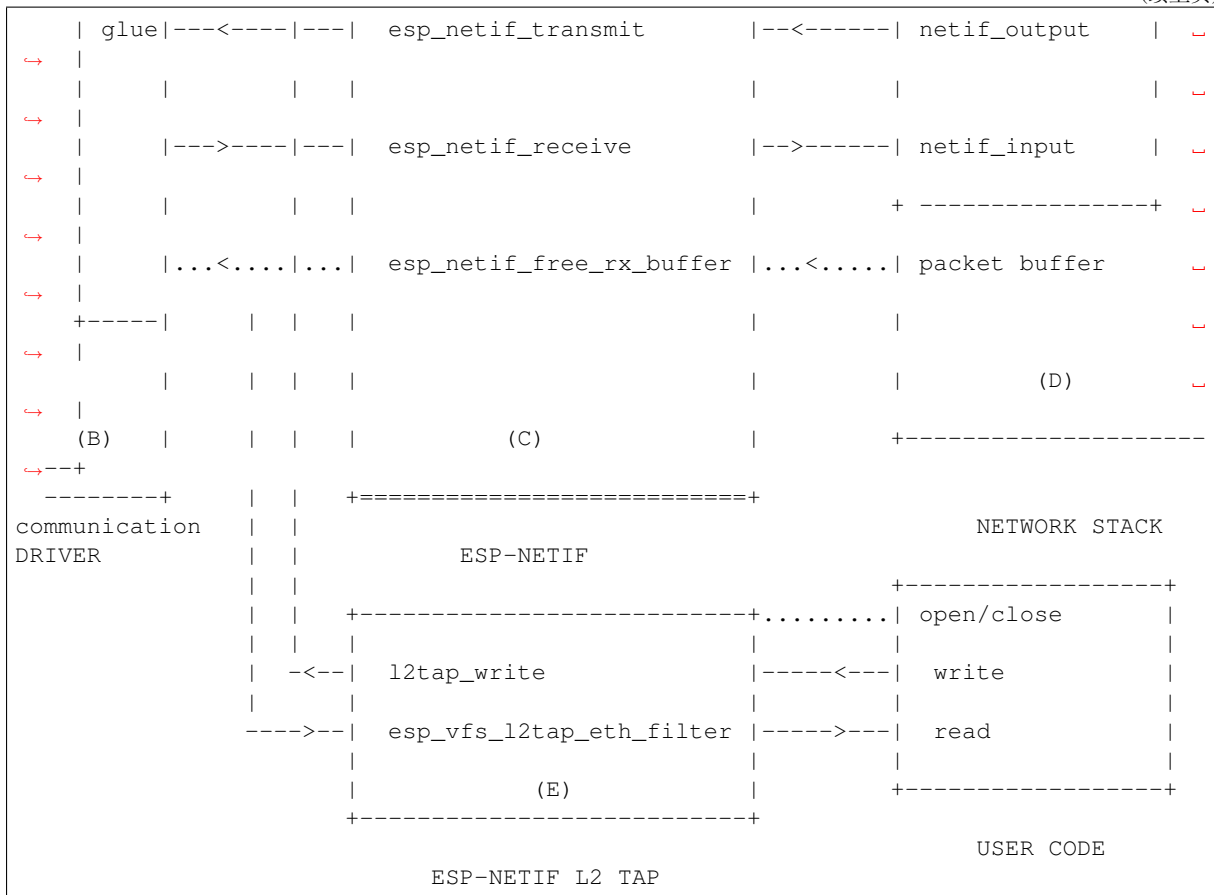 | glue|---<----|---|  esp_netif_transmit       |--<------| netif_output    |  ␣
↪   |
    |     |        |   |                           |         |                 |  ␣
↪   |
    |     |--->----|---|  esp_netif_receive        |-->------| netif_input     |  ␣
↪   |
    |     |        |   |                           |         + ----------------+  ␣
↪   |
    |     |...<....|...|  esp_netif_free_rx_buffer |...<.....| packet buffer      ␣
↪   |
    +-----|     |  |   |                           |         |                    ␣
↪   |
          |     |  |   |                           |         |         (D)        ␣
↪   |
    (B)   |     |  |   |          (C)              |         +---------------------
↪--+
  --------+     |  |   +===========================+
communication   |  |                                               NETWORK STACK
DRIVER          |  |           ESP-NETIF
                |  |                                         +------------------+
                |  |   +---------------------------+.........| open/close       |
                |  |   |                           |         |                  |
                |  -<--|  l2tap_write              |-----<---|  write           |
                |      |                           |         |                  |
                ---->--|  esp_vfs_l2tap_eth_filter |----->---|  read            |
                       |                           |         |                  |
                       |            (E)            |         +------------------+
                       +---------------------------+
                                                                  USER CODE
                            ESP-NETIF L2 TAP